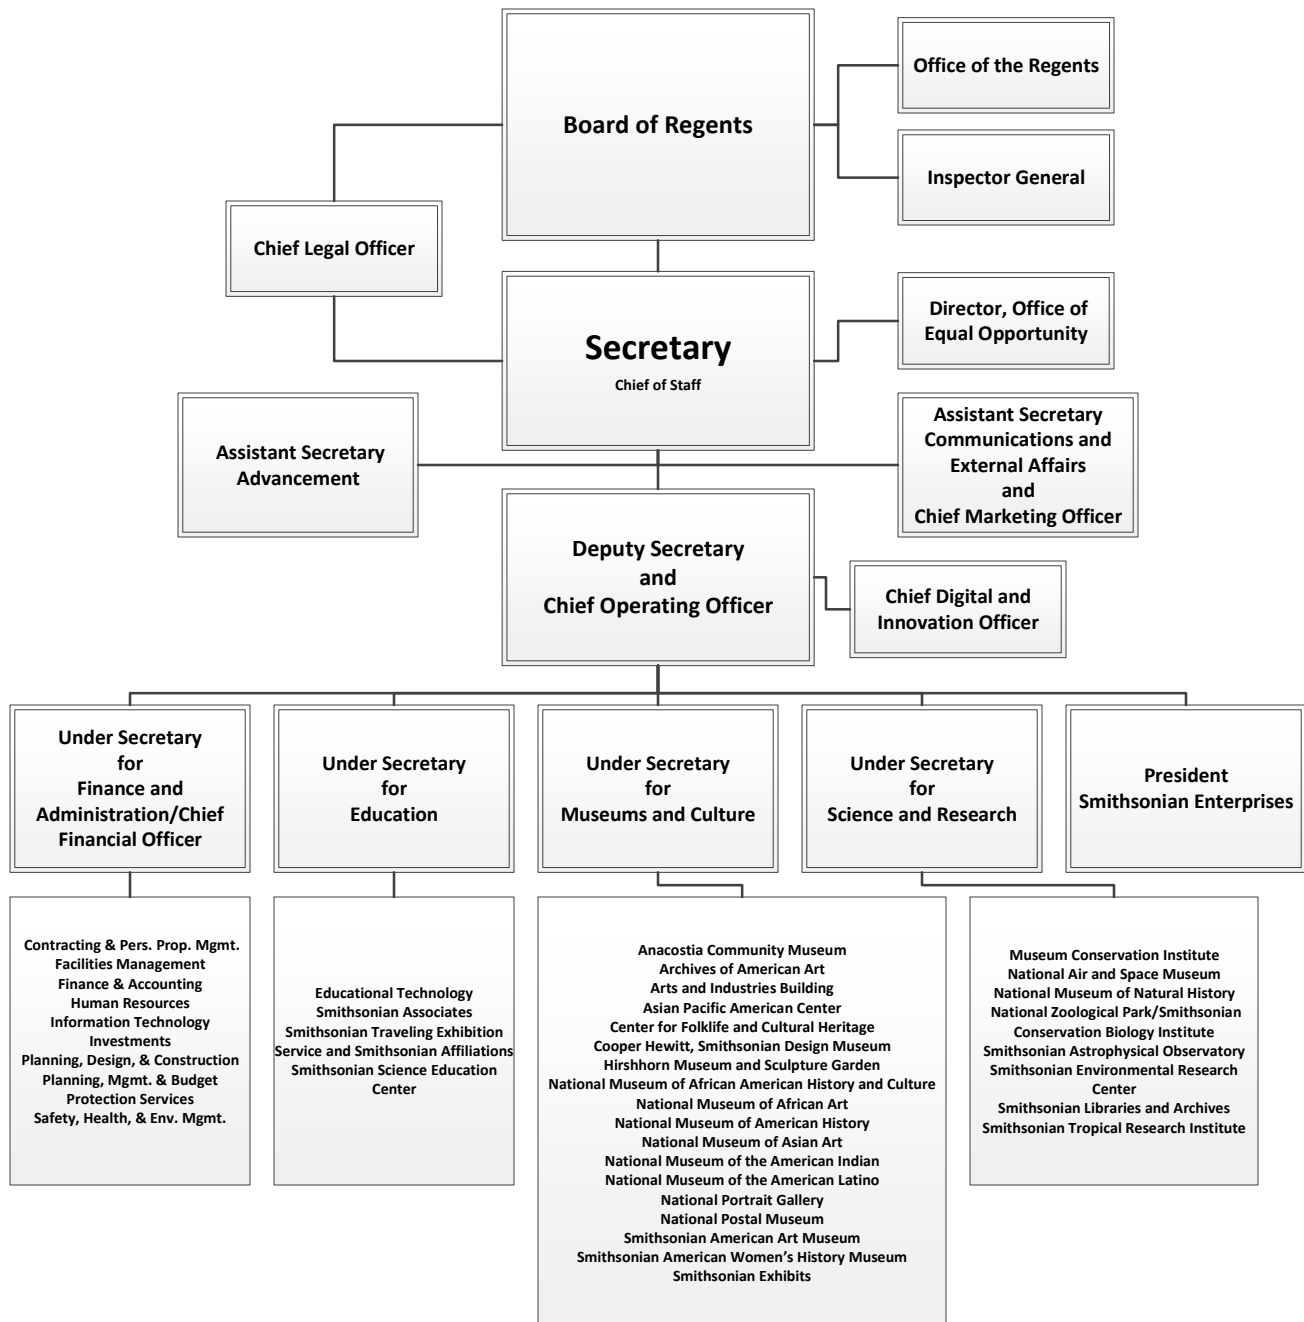 Board of Regents
Office of the Regents
Inspector General
Chief Legal Officer
Secretary
Chief of Staff
Director, Office of
Equal Opportunity
Assistant Secretary
Advancement
Assistant Secretary
Communications and
External Affairs
and
Chief Marketing Officer
Deputy Secretary
and
Chief Operating Officer
Chief Digital and
Innovation Officer
Under Secretary
for
Finance and
Administration/Chief
Financial Officer
Under Secretary
for
Education
Under Secretary
for
Museums and Culture
Under Secretary
for
Science and Research
President
Smithsonian Enterprises
Contracting & Pers. Prop. Mgmt.
Facilities Management
Finance & Accounting
Human Resources
Information Technology
Investments
Planning, Design, & Construction
Planning, Mgmt. & Budget
Protection Services
Safety, Health, & Env. Mgmt.
Educational Technology
Smithsonian Associates
Smithsonian Traveling Exhibition
Service and Smithsonian Affiliations
Smithsonian Science Education
Center
Anacostia Community Museum
Archives of American Art
Arts and Industries Building
Asian Pacific American Center
Center for Folklife and Cultural Heritage
Cooper Hewitt, Smithsonian Design Museum
Hirshhorn Museum and Sculpture Garden
National Museum of African American History and Culture
National Museum of African Art
National Museum of American History
National Museum of Asian Art
National Museum of the American Indian
National Museum of the American Latino
National Portrait Gallery
National Postal Museum
Smithsonian American Art Museum
Smithsonian American Women's History Museum
Smithsonian Exhibits
Museum Conservation Institute
National Air and Space Museum
National Museum of Natural History
National Zoological Park/Smithsonian
Conservation Biology Institute
Smithsonian Astrophysical Observatory
Smithsonian Environmental Research
Center
Smithsonian Libraries and Archives
Smithsonian Tropical Research Institute